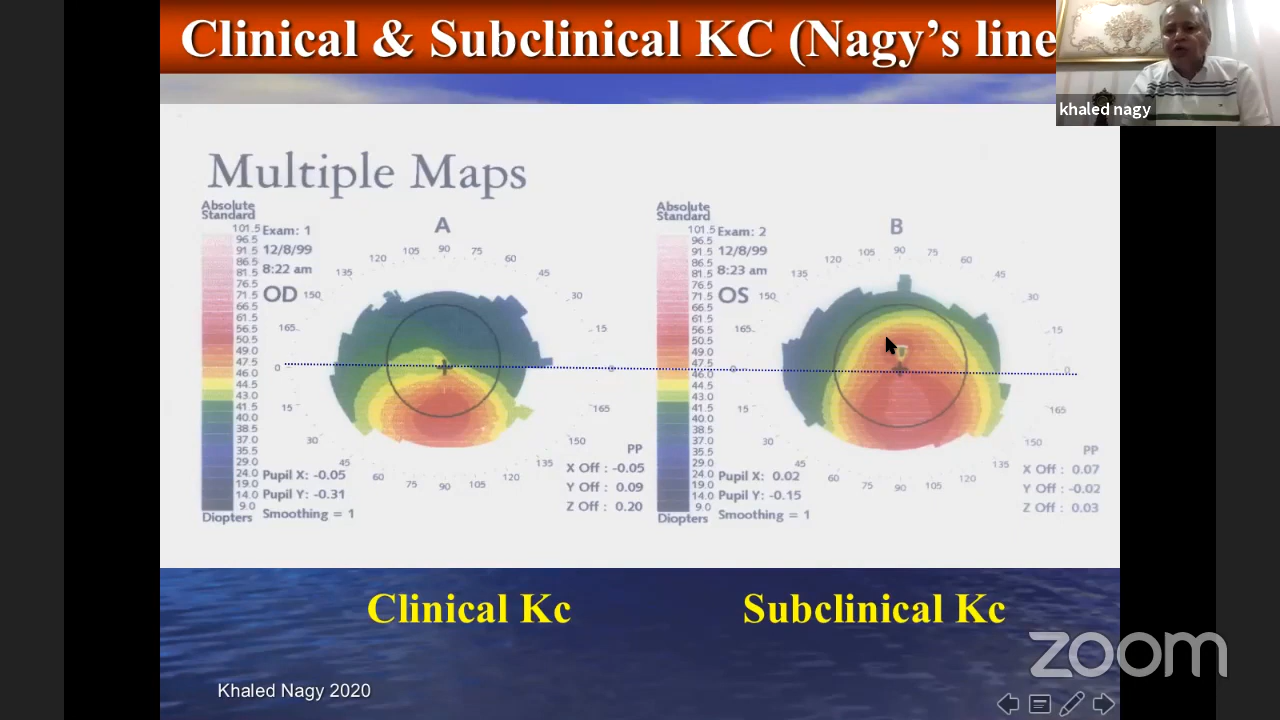 Clinical & Subclinical KC (Nagy's line
khaled nagy
Multiple Maps
Absolute
Standard
101.5
96.5
91.5
86.5
81.5
76.5
71.5
66.5
61.5
56.5
50.5
49.0
47.5
46.0
44.5
43.0
41.5
40.0
38.5
37.0
35.5
29.0
24.0
19.0
14.0
9.0
Diopters
Exam: 1
12/8/99
8:22 am
OD
A
90
105
75
120
60
135
45
150
30
165
15
0
0
15
165
30
150
45
135
60
120
75
105
90
Pupil X: -0.05
Pupil Y: -0.31
Smoothing = 1
PP
X Off : -0.05
Y Off : 0.09
Z Off : 0.20
Absolute
Standard
101.5
96.5
91.5
86.5
81.5
76.5
71.5
66.5
61.5
56.5
50.5
49.0
47.5
46.0
44.5
43.0
41.5
40.0
38.5
37.0
35.5
29.0
24.0
19.0
14.0
9.0
Diopters
Exam: 2
12/8/99
8:23 am
OS
B
90
105
75
120
60
135
45
150
30
165
15
0
0
15
165
30
150
45
135
60
120
75
105
90
Pupil X: 0.02
Pupil Y: -0.15
Smoothing = 1
PP
X Off : 0.07
Y Off : -0.02
Z Off : 0.03
Clinical Kc
Subclinical Kc
zoom
Khaled Nagy 2020